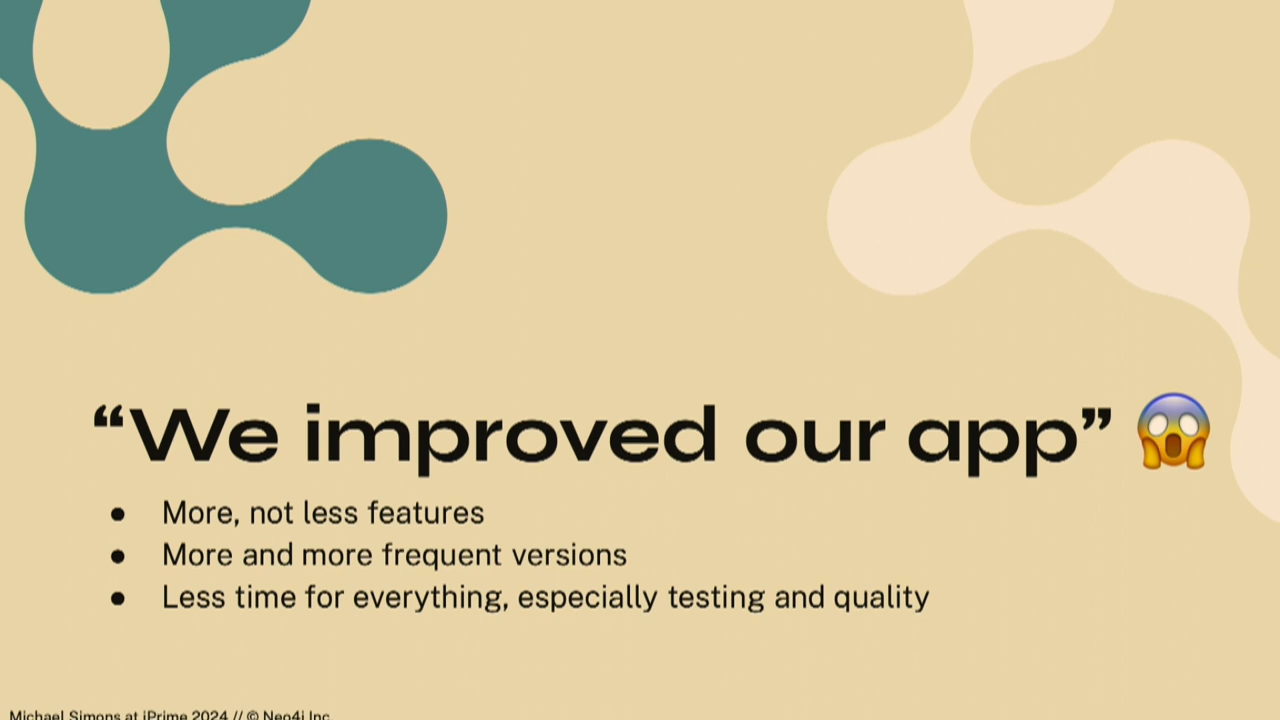 “We improved our app” 😱
● More, not less features
● More and more frequent versions
● Less time for everything, especially testing and quality
Michael Simons at jPrime 2024 // © Neo4j Inc.